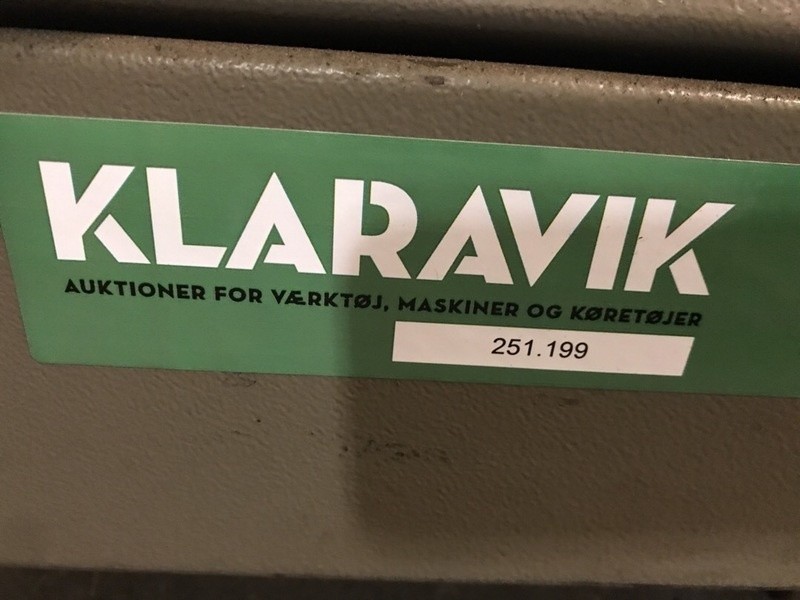 KLARAVIK
AUKTIONER FOR VÆRKTØJ, MASKINER OG KØRETØJER
251.199